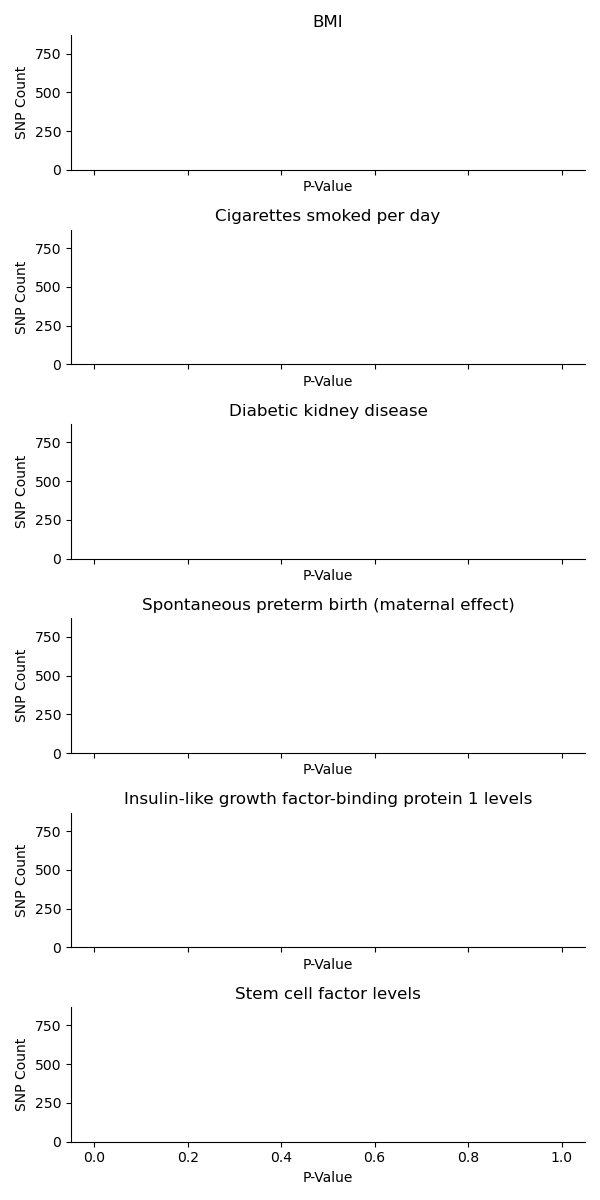 BMI
SNP Count
750
500
250
0
P-Value
Cigarettes smoked per day
SNP Count
750
500
250
0
P-Value
Diabetic kidney disease
SNP Count
750
500
250
0
P-Value
Spontaneous preterm birth (maternal effect)
SNP Count
750
500
250
0
P-Value
Insulin-like growth factor-binding protein 1 levels
SNP Count
750
500
250
0
P-Value
Stem cell factor levels
SNP Count
750
500
250
0
0.0 0.2 0.4 0.6 0.8 1.0
P-Value